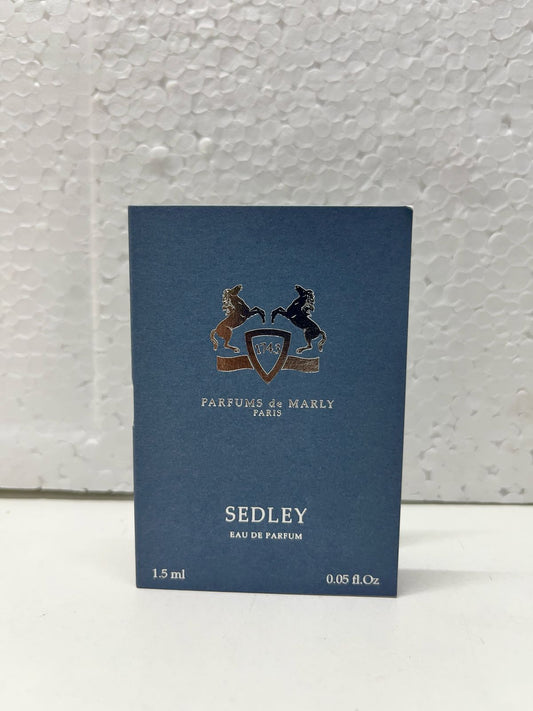 1743
PARFUMS de MARLY
PARIS
SEDLEY
EAU DE PARFUM
1.5 ml
0.05 fl.Oz